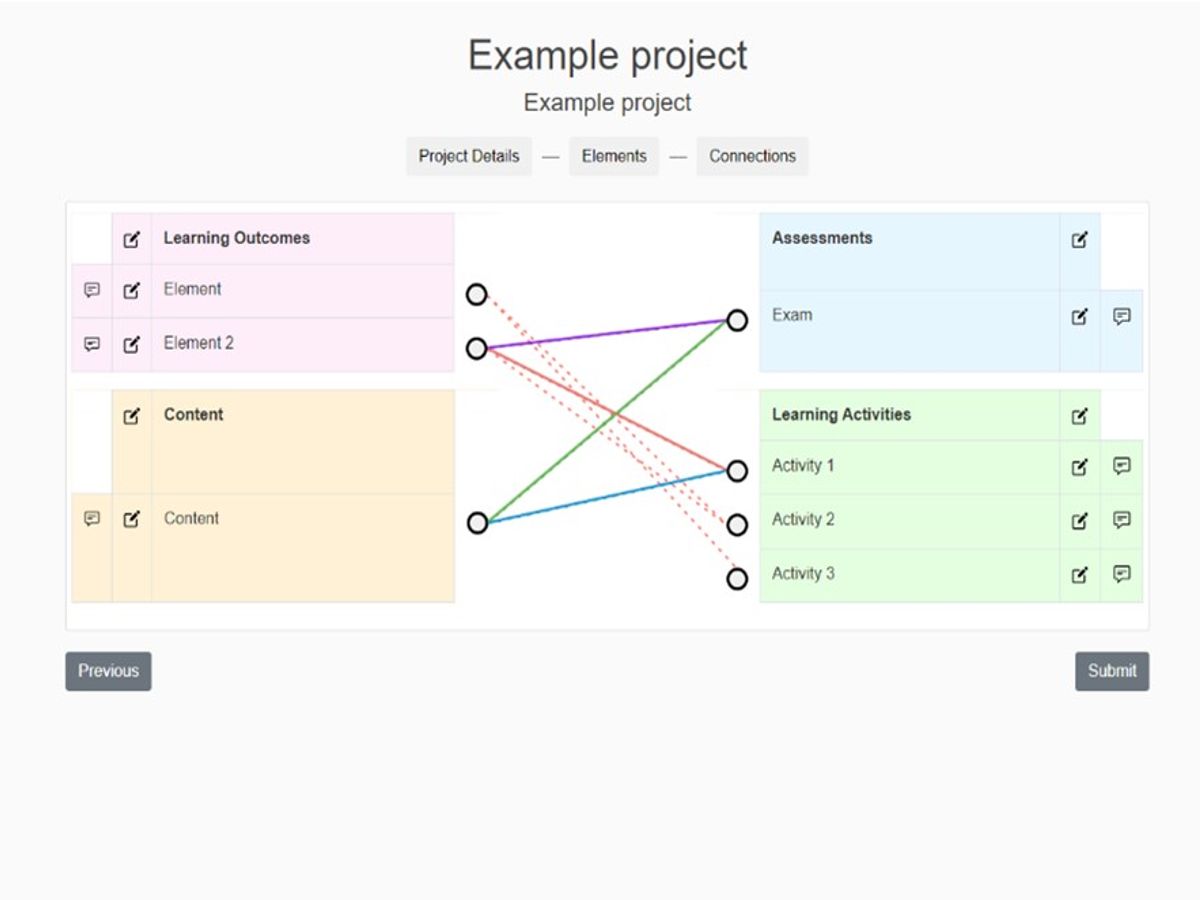 Example project
Example project
Project Details — Elements — Connections
Learning Outcomes
Element
Element 2
Content
Content
Assessments
Exam
Learning Activities
Activity 1
Activity 2
Activity 3
Previous
Submit